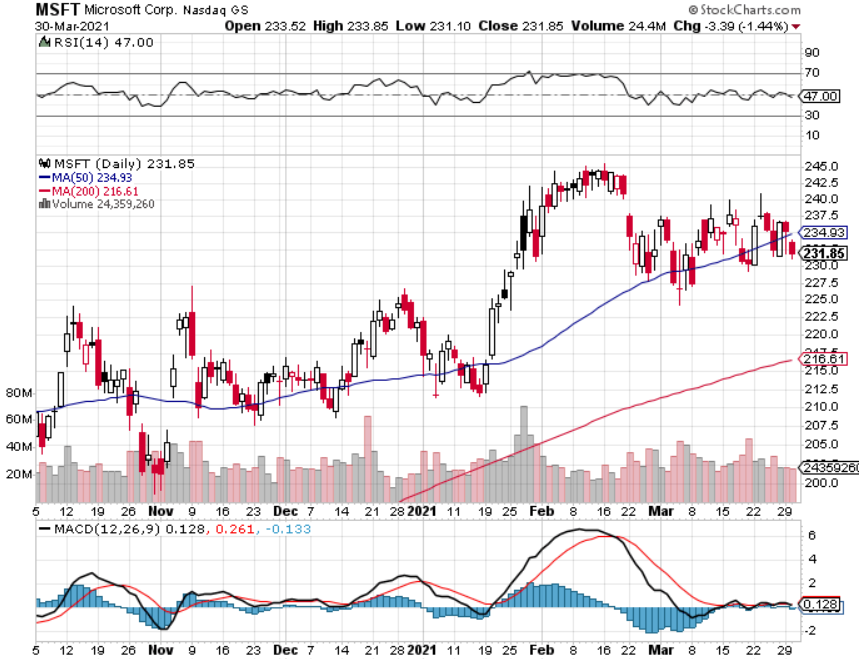 MSFT Microsoft Corp. Nasdaq GS
© StockCharts.com
30-Mar-2021
Open 233.52 High 233.85 Low 231.10 Close 231.85 Volume 24.4M Chg -3.39 (-1.44%)
RSI(14) 47.00
90
70
47.00
30
10
MSFT (Daily) 231.85
MA(50) 234.93
MA(200) 216.61
Volume 24,359,260
245.0
242.5
240.0
237.5
234.93
231.85
230.0
227.5
225.0
222.5
220.0
216.61
215.0
212.5
210.0
207.5
205.0
24359260
200.0
80M
60M
40M
20M
5 12 19 26 Nov 9 16 23 Dec 7 14 21 28 2021 11 19 25 Feb 8 16 22 Mar 8 15 22 29
MACD(12,26,9) 0.128, 0.261, -0.133
6
4
2
0.128
-2
5 12 19 26 Nov 9 16 23 Dec 7 14 21 28 2021 11 19 25 Feb 8 16 22 Mar 8 15 22 29